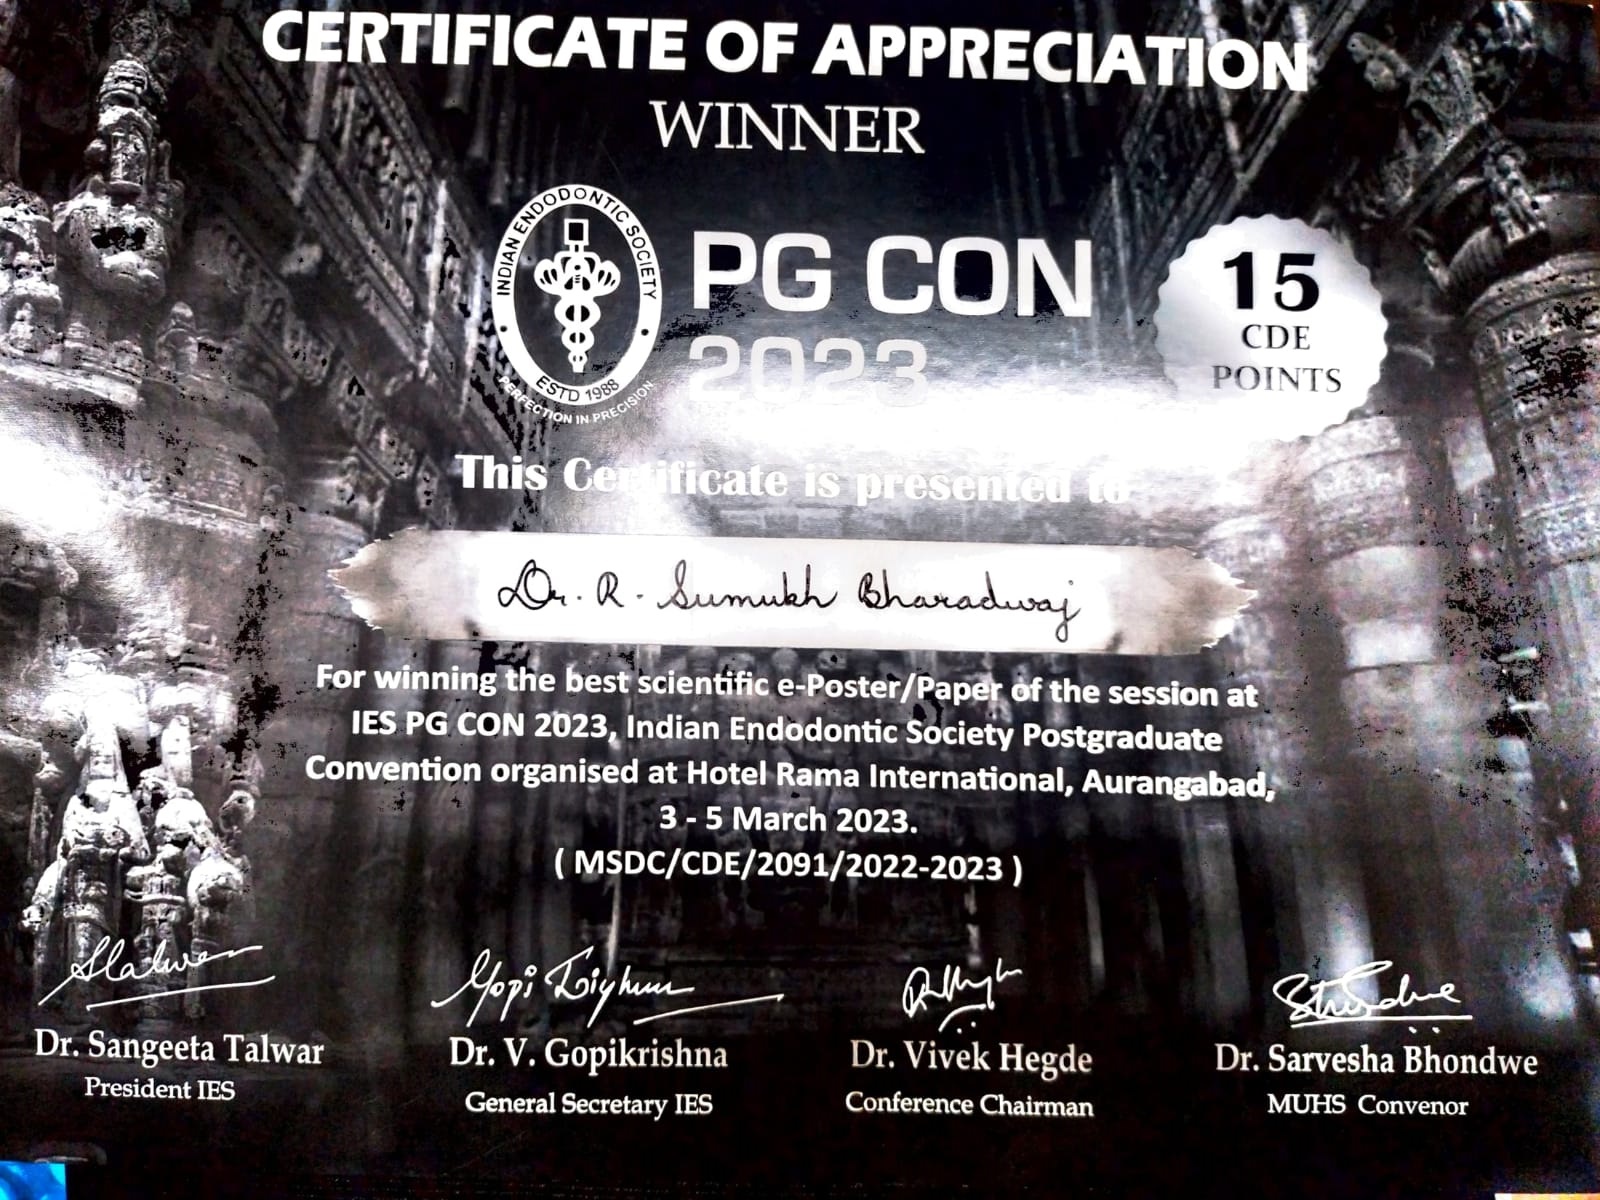 CERTIFICATE OF APPRECIATION
WINNER
INDIAN ENDODONTIC SOCIETY
ESTD 1988
PERFECTION IN PRECISION
PG CON
2023
15
CDE
POINTS
This Certificate is presented to
Dr. R. Sumukh Bharadwaj
For winning the best scientific e-Poster/Paper of the session at
IES PG CON 2023, Indian Endodontic Society Postgraduate
Convention organised at Hotel Rama International, Aurangabad,
3 - 5 March 2023.
( MSDC/CDE/2091/2022-2023 )
Dr. Sangeeta Talwar
President IES
Dr. V. Gopikrishna
General Secretary IES
Dr. Vivek Hegde
Conference Chairman
Dr. Sarvesha Bhondwe
MUHS Convenor